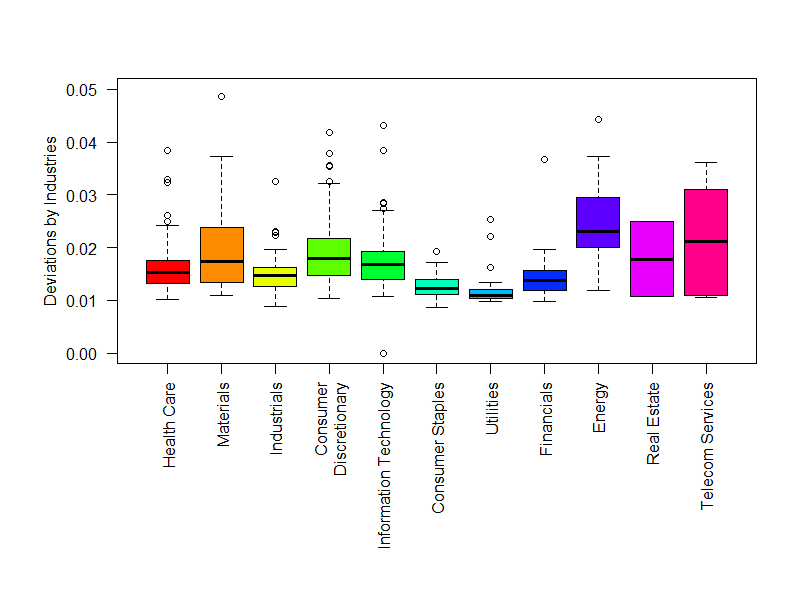 Deviations by Industries
0.05
0.04
0.03
0.02
0.01
0.00
Health Care
Materials
Industrials
Consumer
Discretionary
Information Technology
Consumer Staples
Utilities
Financials
Energy
Real Estate
Telecom Services